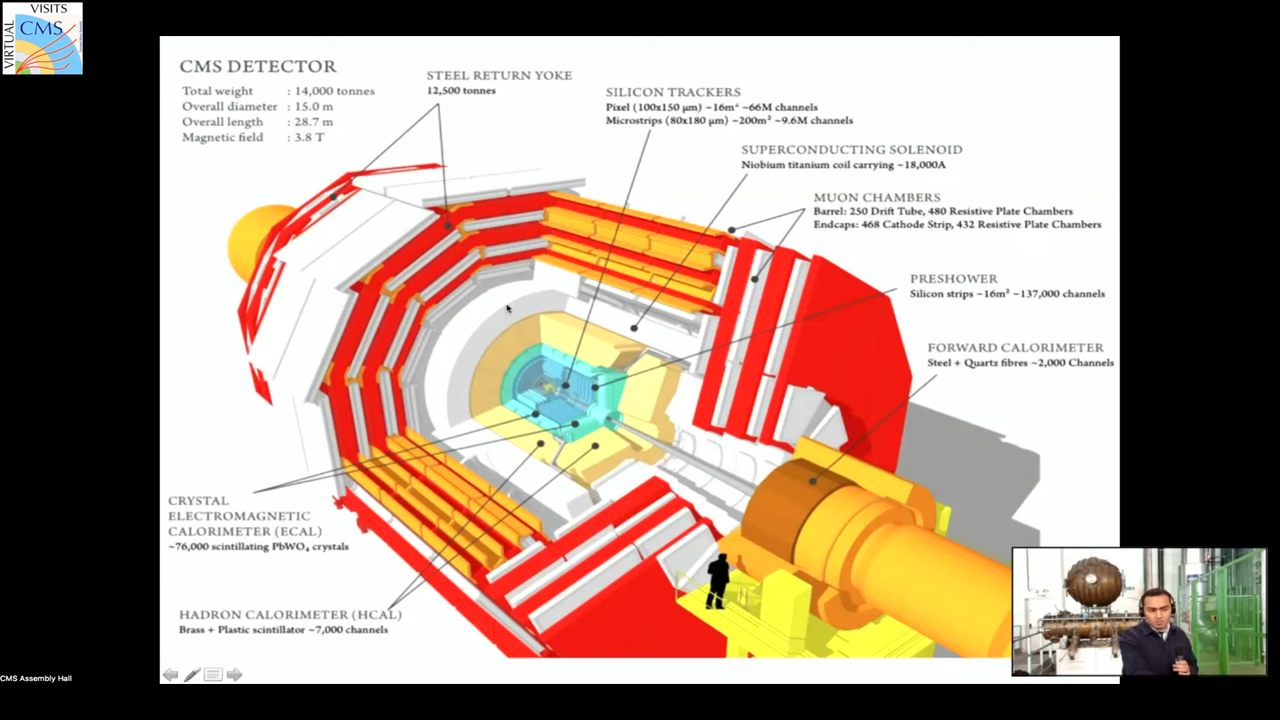 VISITS
CMS
VIRTUAL
CMS DETECTOR
Total weight : 14,000 tonnes
Overall diameter : 15.0 m
Overall length : 28.7 m
Magnetic field : 3.8 T
STEEL RETURN YOKE
12,500 tonnes
SILICON TRACKERS
Pixel (100x150 μm) ~16m² ~66M channels
Microstrips (80x180 μm) ~200m² ~9.6M channels
SUPERCONDUCTING SOLENOID
Niobium titanium coil carrying ~18,000A
MUON CHAMBERS
Barrel: 250 Drift Tube, 480 Resistive Plate Chambers
Endcaps: 468 Cathode Strip, 432 Resistive Plate Chambers
PRESHOWER
Silicon strips ~16m² ~137,000 channels
FORWARD CALORIMETER
Steel + Quartz fibres ~2,000 Channels
CRYSTAL
ELECTROMAGNETIC
CALORIMETER (ECAL)
~76,000 scintillating PbWO₄ crystals
HADRON CALORIMETER (HCAL)
Brass + Plastic scintillator ~7,000 channels
CMS Assembly Hall